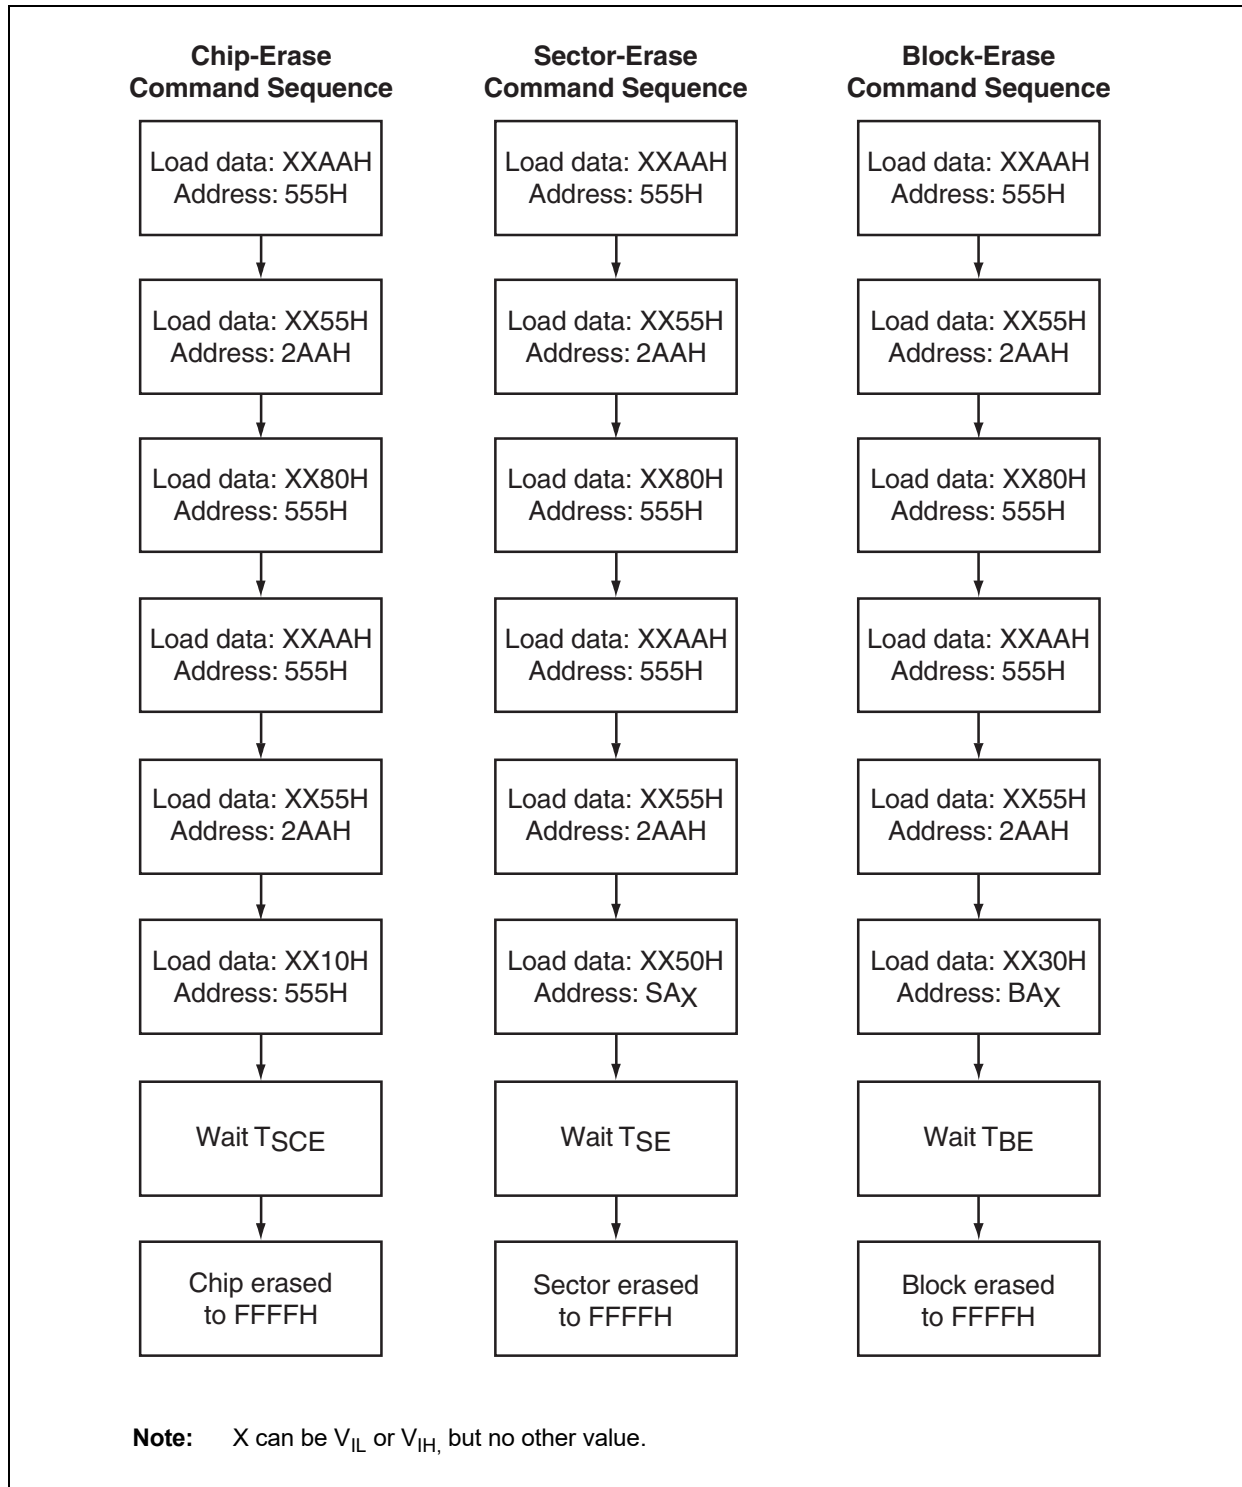 Chip-Erase
Command Sequence
Load data: XXAAH
Address: 555H
Load data: XX55H
Address: 2AAH
Load data: XX80H
Address: 555H
Load data: XXAAH
Address: 555H
Load data: XX55H
Address: 2AAH
Load data: XX10H
Address: 555H
Wait TSCE
Chip erased
to FFFFH
Sector-Erase
Command Sequence
Load data: XXAAH
Address: 555H
Load data: XX55H
Address: 2AAH
Load data: XX80H
Address: 555H
Load data: XXAAH
Address: 555H
Load data: XX55H
Address: 2AAH
Load data: XX50H
Address: SAX
Wait TSE
Sector erased
to FFFFH
Block-Erase
Command Sequence
Load data: XXAAH
Address: 555H
Load data: XX55H
Address: 2AAH
Load data: XX80H
Address: 555H
Load data: XXAAH
Address: 555H
Load data: XX55H
Address: 2AAH
Load data: XX30H
Address: BAX
Wait TBE
Block erased
to FFFFH
Note: X can be VIL or VIH, but no other value.